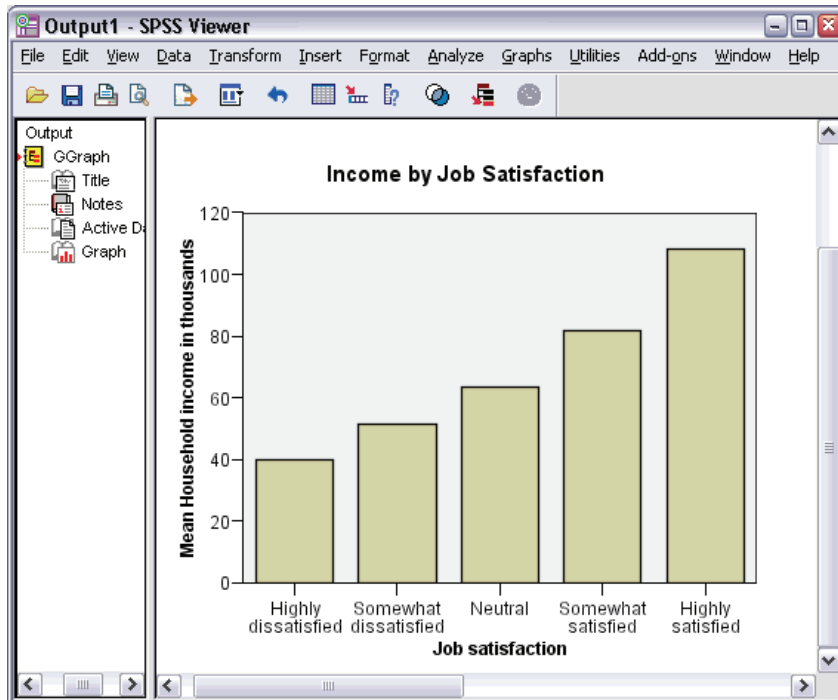 Output1 - SPSS Viewer
File Edit View Data Transform Insert Format Analyze Graphs Utilities Add-ons Window Help
Output
GGraph
Title
Notes
Active Da
Graph
Income by Job Satisfaction
Mean Household income in thousands
120
100
80
60
40
20
0
Highly dissatisfied
Somewhat dissatisfied
Neutral
Somewhat satisfied
Highly satisfied
Job satisfaction